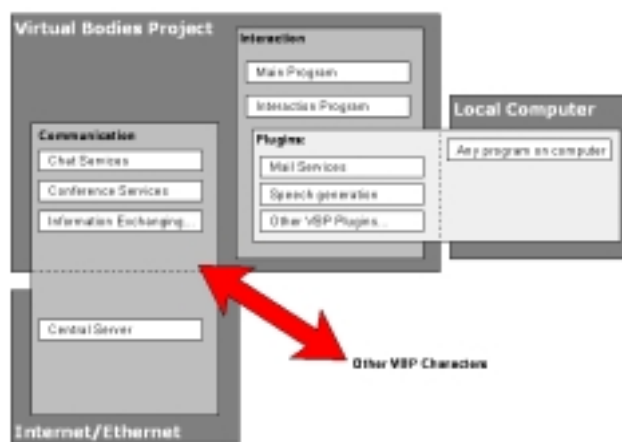 Virtual Bodies Project
Interaction
Main Program
Interaction Program
Local Computer
Communication
Plugins:
Any program on computer
Chat Services
Mail Services
Conference Services
Speech generation
Information Exchanging...
Other VBP Plugins...
Central Server
Other VBP Characters
Internet/Ethernet